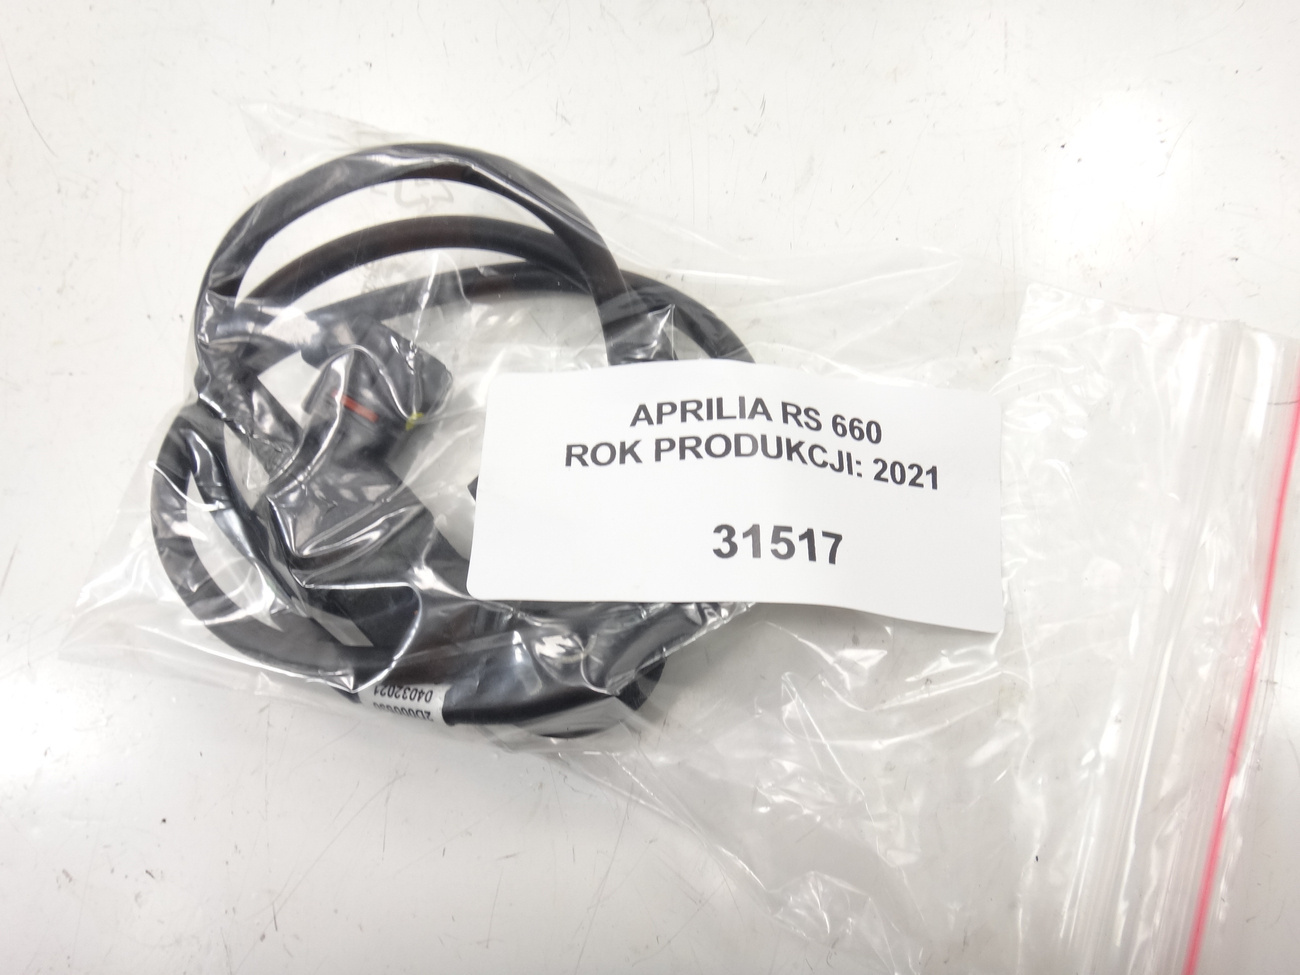 APRILIA RS 660
ROK PRODUKCJI: 2021
31517
04032021